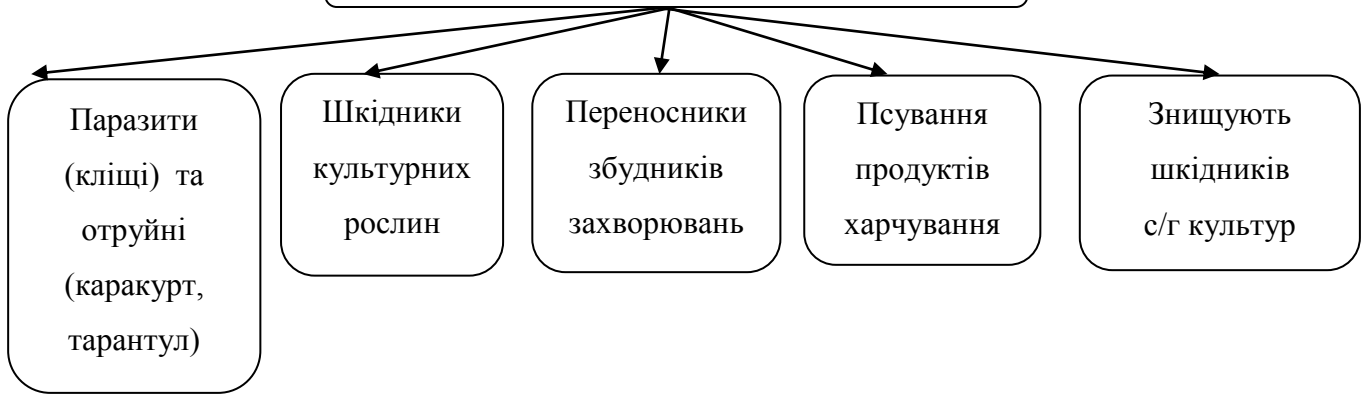 Паразити
(кліщі) та
отруйні
(каракурт,
тарантул)
Шкідники
культурних
рослин
Переносники
збудників
захворювань
Псування
продуктів
харчування
Знищують
шкідників
с/г культур